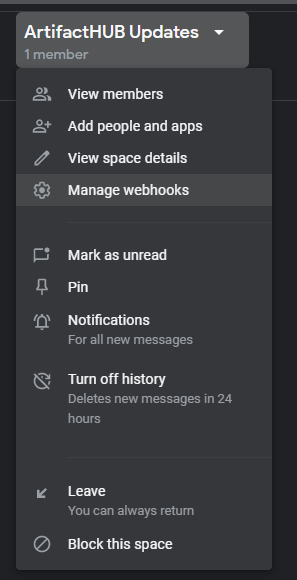 ArtifactHUB Updates
1 member
View members
Add people and apps
View space details
Manage webhooks
Mark as unread
Pin
Notifications
For all new messages
Turn off history
Deletes new messages in 24
hours
Leave
You can always return
Block this space